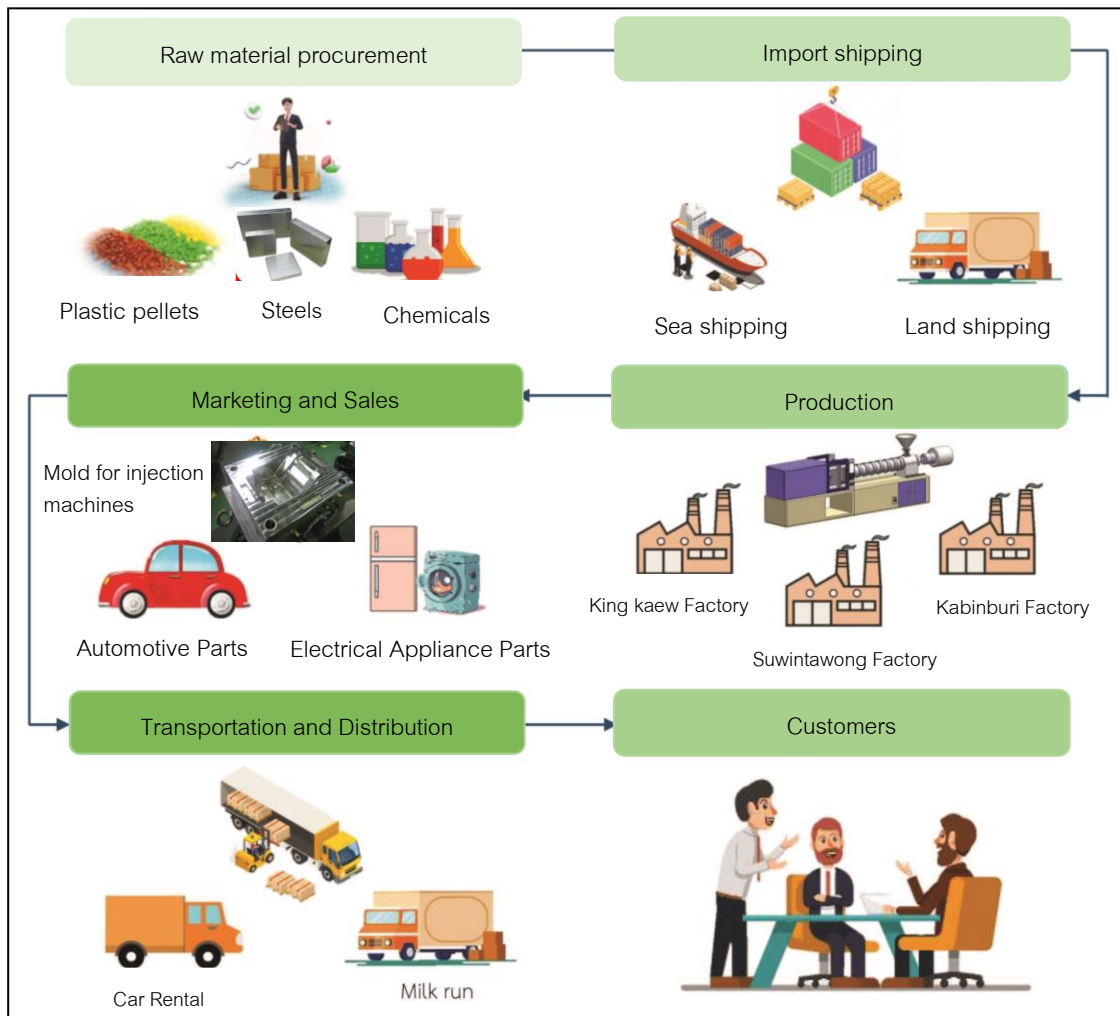 Raw material procurement
Import shipping
Plastic pellets
Steels
Chemicals
Sea shipping
Land shipping
Marketing and Sales
Production
Mold for injection
machines
Automotive Parts
Electrical Appliance Parts
King kaew Factory
Suwintawong Factory
Kabinburi Factory
Transportation and Distribution
Customers
Car Rental
Milk run